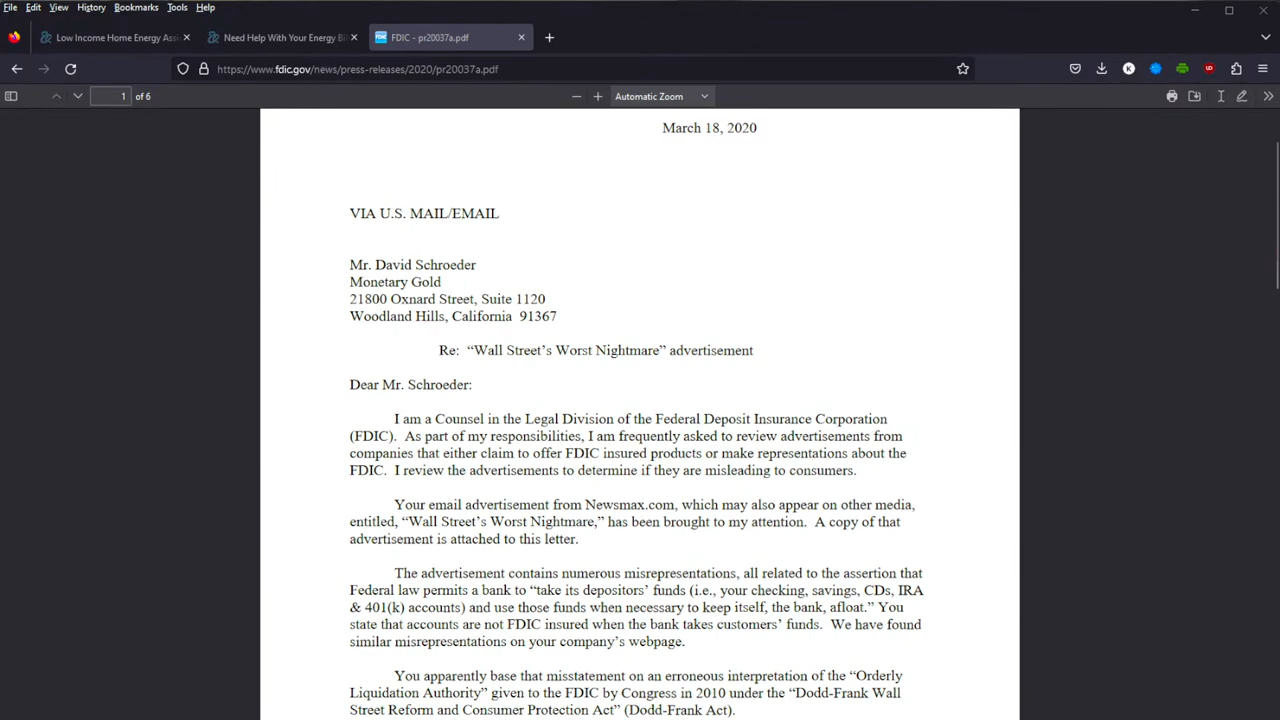 File Edit View History Bookmarks Tools Help
Low Income Home Energy Assi
Need Help With Your Energy Bi
FDIC - pr20037a.pdf
https://www.fdic.gov/news/press-releases/2020/pr20037a.pdf
1 of 6
Automatic Zoom
March 18, 2020
VIA U.S. MAIL/EMAIL
Mr. David Schroeder
Monetary Gold
21800 Oxnard Street, Suite 1120
Woodland Hills, California 91367
Re: “Wall Street’s Worst Nightmare” advertisement
Dear Mr. Schroeder:
I am a Counsel in the Legal Division of the Federal Deposit Insurance Corporation
(FDIC). As part of my responsibilities, I am frequently asked to review advertisements from
companies that either claim to offer FDIC insured products or make representations about the
FDIC. I review the advertisements to determine if they are misleading to consumers.
Your email advertisement from Newsmax.com, which may also appear on other media,
entitled, “Wall Street’s Worst Nightmare,” has been brought to my attention. A copy of that
advertisement is attached to this letter.
The advertisement contains numerous misrepresentations, all related to the assertion that
Federal law permits a bank to “take its depositors’ funds (i.e., your checking, savings, CDs, IRA
& 401(k) accounts) and use those funds when necessary to keep itself, the bank, afloat.” You
state that accounts are not FDIC insured when the bank takes customers’ funds. We have found
similar misrepresentations on your company’s webpage.
You apparently base that misstatement on an erroneous interpretation of the “Orderly
Liquidation Authority” given to the FDIC by Congress in 2010 under the “Dodd-Frank Wall
Street Reform and Consumer Protection Act” (Dodd-Frank Act).